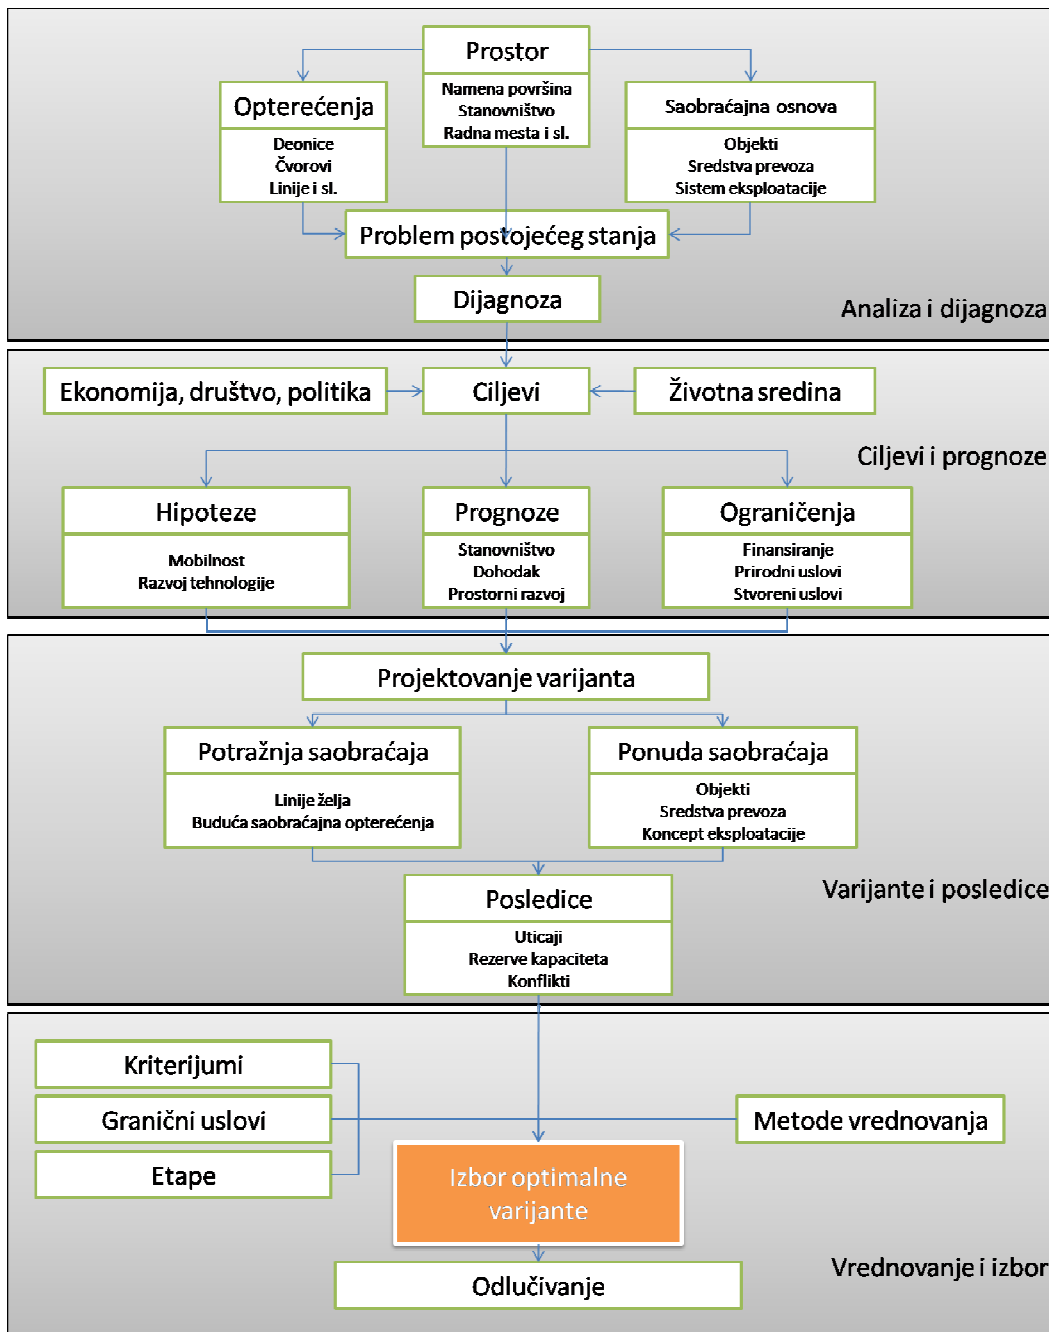 Prostor
Namena površina
Stanovništvo
Radna mesta i sl.
Opterećenja
Deonice
Čvorovi
Linije i sl.
Saobraćajna osnova
Objekti
Sredstva prevoza
Sistem eksploatacije
Problem postojećeg stanja
Dijagnoza
Analiza i dijagnoza
Ekonomija, društvo, politika
Ciljevi
Životna sredina
Ciljevi i prognoze
Hipoteze
Mobilnost
Razvoj tehnologije
Prognoze
Stanovništvo
Dohodak
Prostorni razvoj
Ograničenja
Finansiranje
Prirodni uslovi
Stvoreni uslovi
Projektovanje varijanta
Potražnja saobraćaja
Linije želja
Buduća saobraćajna opterećenja
Ponuda saobraćaja
Objekti
Sredstva prevoza
Koncept eksploatacije
Posledice
Uticaji
Rezerve kapaciteta
Konflikti
Varijante i posledice
Kriterijumi
Granični uslovi
Etape
Metode vrednovanja
Izbor optimalne
varijante
Odlučivanje
Vrednovanje i izbor